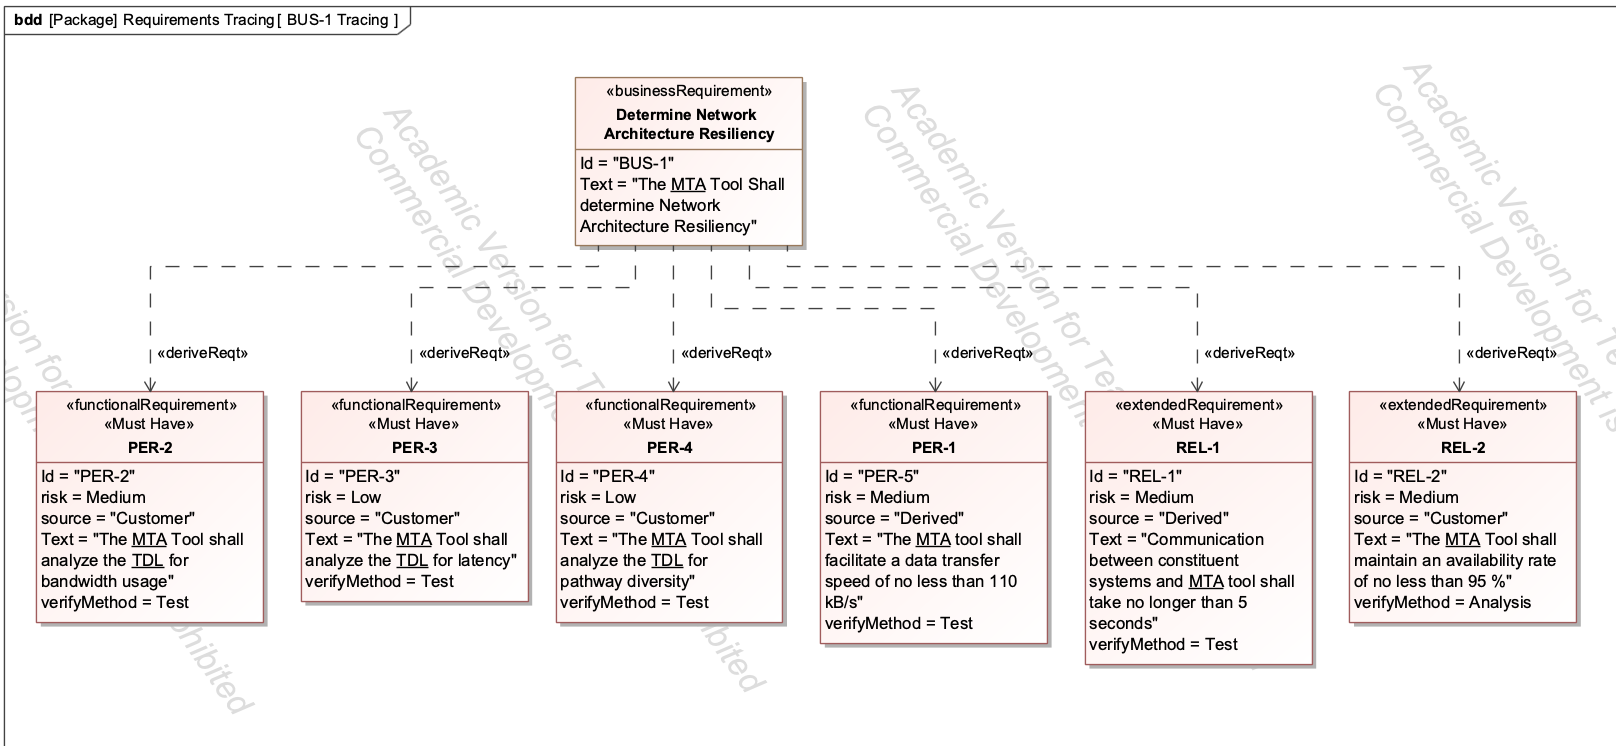 bdd [Package] Requirements Tracing [ BUS-1 Tracing ]
«businessRequirement»
Determine Network
Architecture Resiliency
Id = "BUS-1"
Text = "The MTA Tool Shall
determine Network
Architecture Resiliency"
«deriveReqt»
«deriveReqt»
«deriveReqt»
«deriveReqt»
«deriveReqt»
«deriveReqt»
«functionalRequirement»
«Must Have»
PER-2
Id = "PER-2"
risk = Medium
source = "Customer"
Text = "The MTA Tool shall
analyze the TDL for
bandwidth usage"
verifyMethod = Test
«functionalRequirement»
«Must Have»
PER-3
Id = "PER-3"
risk = Low
source = "Customer"
Text = "The MTA Tool shall
analyze the TDL for latency"
verifyMethod = Test
«functionalRequirement»
«Must Have»
PER-4
Id = "PER-4"
risk = Low
source = "Customer"
Text = "The MTA Tool shall
analyze the TDL for
pathway diversity"
verifyMethod = Test
«functionalRequirement»
«Must Have»
PER-1
Id = "PER-5"
risk = Medium
source = "Derived"
Text = "The MTA tool shall
facilitate a data transfer
speed of no less than 110
kB/s"
verifyMethod = Test
«extendedRequirement»
«Must Have»
REL-1
Id = "REL-1"
risk = Medium
source = "Derived"
Text = "Communication
between constituent
systems and MTA tool shall
take no longer than 5
seconds"
verifyMethod = Test
«extendedRequirement»
«Must Have»
REL-2
Id = "REL-2"
risk = Medium
source = "Customer"
Text = "The MTA Tool shall
maintain an availability rate
of no less than 95 %"
verifyMethod = Analysis
Academic Version for
Commercial Development
Academic Version for
Commercial Development
Academic Version for
Commercial Development is